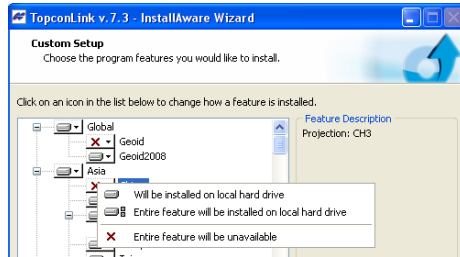 TopconLink v.7.3 - InstallAware Wizard
Custom Setup
Choose the program features you would like to install.
Click on an icon in the list below to change how a feature is installed.
Global
Geoid
Geoid2008
Asia
Feature Description
Projection: CH3
Will be installed on local hard drive
Entire feature will be installed on local hard drive
Entire feature will be unavailable